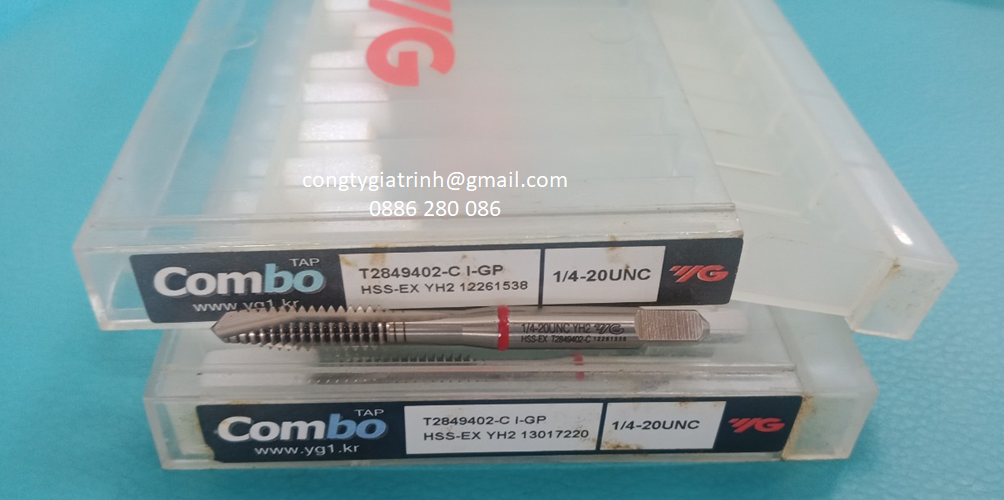 YG
congtygiatrinh@gmail.com
0886 280 086
Combo TAP
www.yg1.kr
T2849402-C I-GP
HSS-EX YH2 12261538
1/4-20UNC
YG
1/4-20UNC YH2 YG
HSS-EX T2849402-C 12261538
Combo TAP
www.yg1.kr
T2849402-C I-GP
HSS-EX YH2 13017220
1/4-20UNC
YG